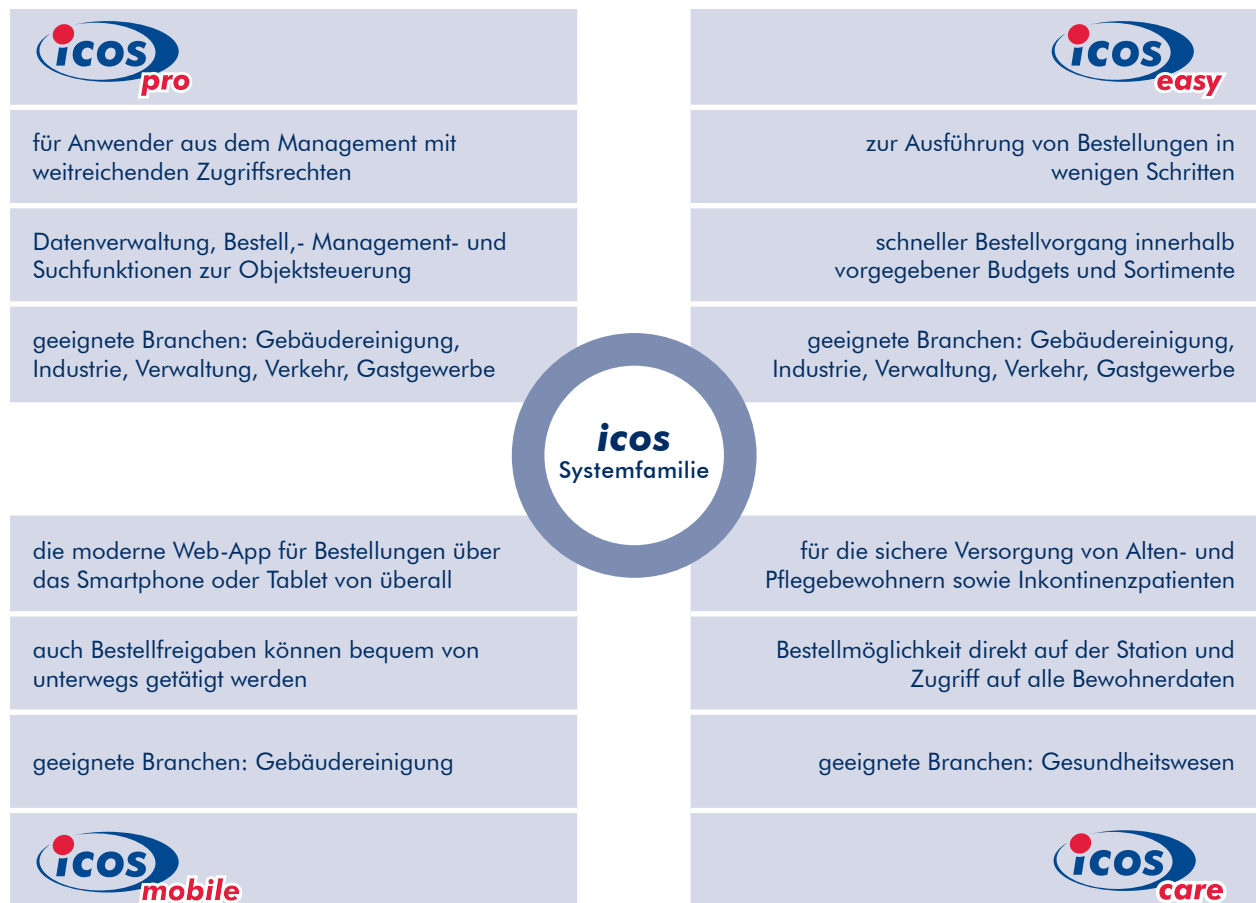 icos
pro
für Anwender aus dem Management mit
weitreichenden Zugriffsrechten
Datenverwaltung, Bestell,- Management- und
Suchfunktionen zur Objektsteuerung
geeignete Branchen: Gebäudereinigung,
Industrie, Verwaltung, Verkehr, Gastgewerbe
icos
easy
zur Ausführung von Bestellungen in
wenigen Schritten
schneller Bestellvorgang innerhalb
vorgegebener Budgets und Sortimente
geeignete Branchen: Gebäudereinigung,
Industrie, Verwaltung, Verkehr, Gastgewerbe
icos
Systemfamilie
die moderne Web-App für Bestellungen über
das Smartphone oder Tablet von überall
auch Bestellfreigaben können bequem von
unterwegs getätigt werden
geeignete Branchen: Gebäudereinigung
icos
mobile
für die sichere Versorgung von Alten- und
Pflegebewohnern sowie Inkontinenzpatienten
Bestellmöglichkeit direkt auf der Station und
Zugriff auf alle Bewohnerdaten
geeignete Branchen: Gesundheitswesen
icos
care